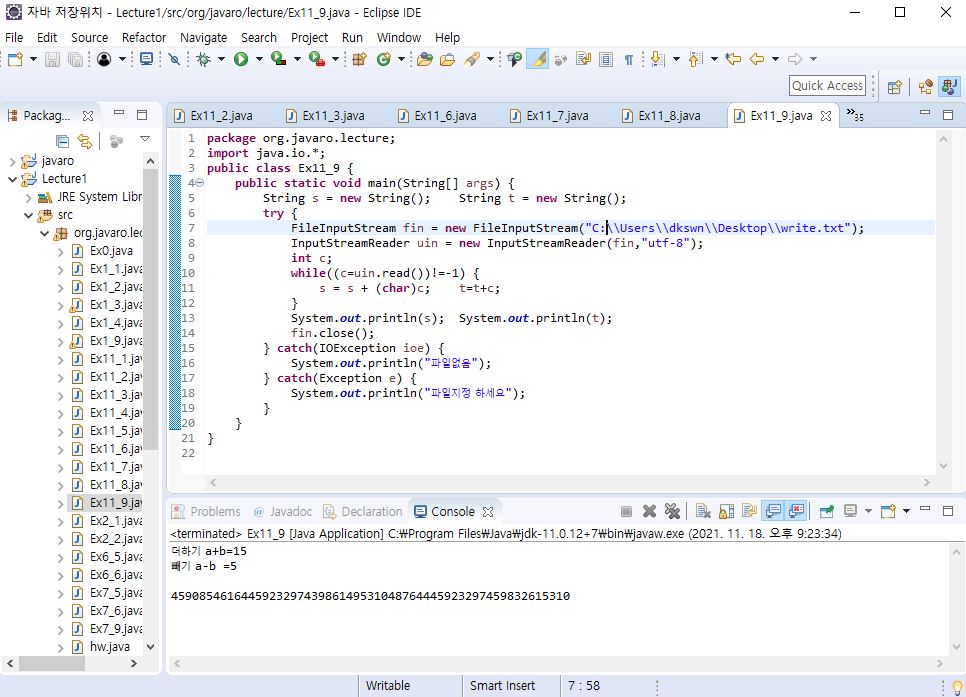 자바 저장위치 - Lecture1/src/org/javaro/lecture/Ex11_9.java - Eclipse IDE
File Edit Source Refactor Navigate Search Project Run Window Help
Quick Access
Packag...
javaro
Lecture1
JRE System Libr
src
org.javaro.lec
Ex0.java
Ex1_1.java
Ex1_2.java
Ex1_3.java
Ex1_4.java
Ex1_9.java
Ex11_1.jav
Ex11_2.jav
Ex11_3.jav
Ex11_4.jav
Ex11_5.jav
Ex11_6.jav
Ex11_7.jav
Ex11_8.jav
Ex11_9.jav
Ex2_1.java
Ex2_2.java
Ex6_5.java
Ex6_6.java
Ex7_5.java
Ex7_6.java
Ex7_9.java
hw.java
Ex11_2.java Ex11_3.java Ex11_6.java Ex11_7.java Ex11_8.java Ex11_9.java »35
1 package org.javaro.lecture;
2 import java.io.*;
3 public class Ex11_9 {
4 public static void main(String[] args) {
5 String s = new String(); String t = new String();
6 try {
7 FileInputStream fin = new FileInputStream("C:\\Users\\dkswn\\Desktop\\write.txt");
8 InputStreamReader uin = new InputStreamReader(fin,"utf-8");
9 int c;
10 while((c=uin.read())!=-1) {
11 s = s + (char)c; t=t+c;
12 }
13 System.out.println(s); System.out.println(t);
14 fin.close();
15 } catch(IOException ioe) {
16 System.out.println("파일없음");
17 } catch(Exception e) {
18 System.out.println("파일지정 하세요");
19 }
20 }
21 }
22
Problems @ Javadoc Declaration Console
<terminated> Ex11_9 [Java Application] C:₩Program Files₩Java₩jdk-11.0.12+7₩bin₩javaw.exe (2021. 11. 18. 오후 9:23:34)
더하기 a+b=15
빼기 a-b =5
459085461644592329743986149531048764445923297459832615310
Writable Smart Insert 7 : 58